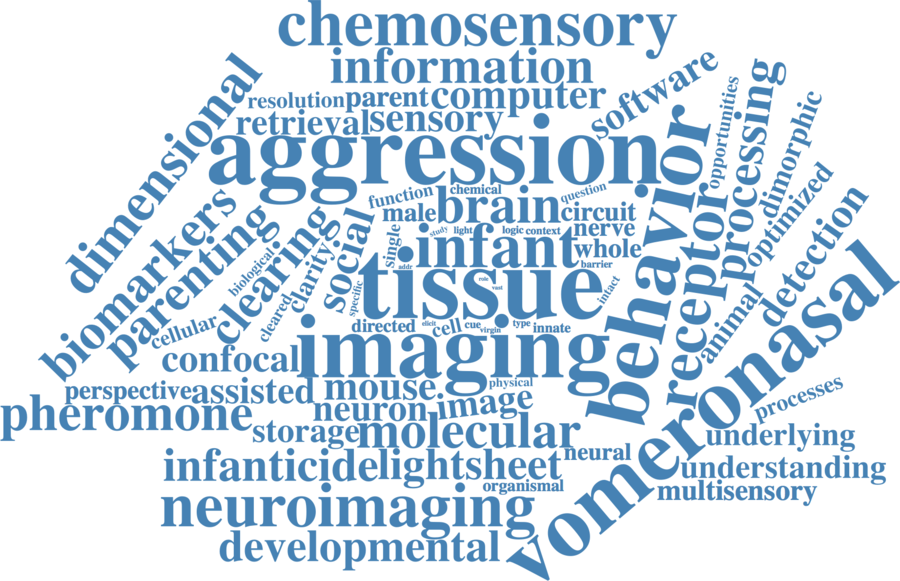 chemosensory
information
resolution parent computer
software
retrieval sensory
dimensional
aggression
opportunities
processing
behavior
dimorphic
function chemical question
male brain circuit
biomarkers
parenting
clearing
social
study light logic context nerve
single
infant whole
optimized
receptor
detection
biological
clarity
addr
barrier
tissue
role
vast
intact
specific
cellular
cleared
directed elicit cell cue virgin type innate
animal
vomeronasal
imaging
confocal
physical
perspective assisted mouse
pheromone
neuron image
processes
storage molecular
underlying
neural
infanticide lightsheet
understanding
organismal
multisensory
neuroimaging
developmental